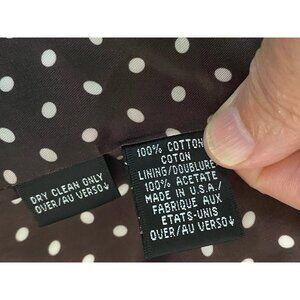 DRY CLEAN ONLY
OVER/AU VERSO↓
100% COTTON
COTON
LINING/DOUBLURE
100% ACETATE
MADE IN U.S.A./
FABRIQUE AUX
ETATS-UNIS
OVER/AU VERSO↓